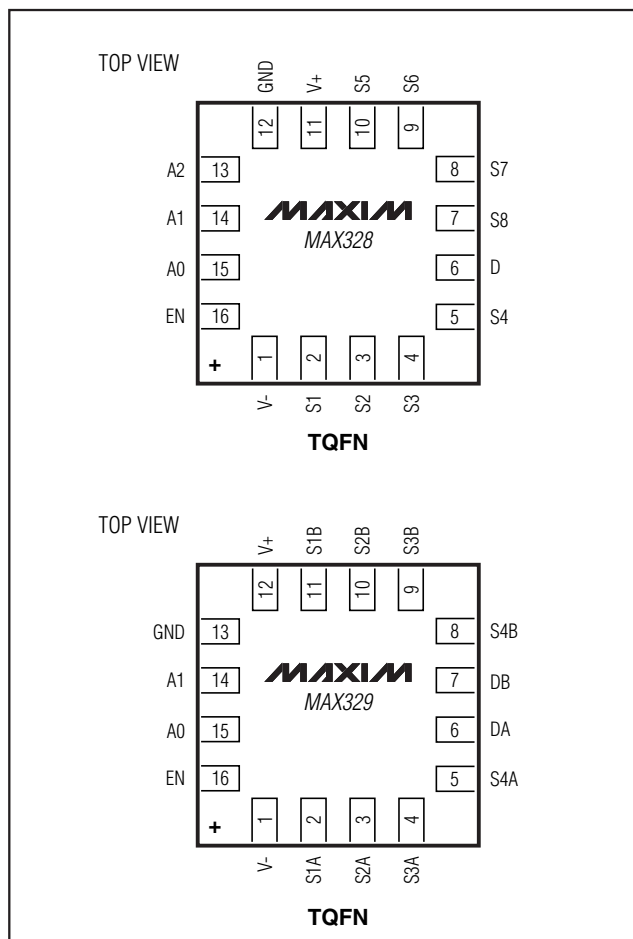 TOP VIEW
GND V+ S5 S6
12 11 10 9
A2 13 8 S7
A1 14 MAXIM 7 S8
MAX328
A0 15 6 D
EN 16 5 S4
+ 1 2 3 4
V- S1 S2 S3
TQFN
TOP VIEW
V+ S1B S2B S3B
12 11 10 9
GND 13 8 S4B
A1 14 MAXIM 7 DB
MAX329
A0 15 6 DA
EN 16 5 S4A
+ 1 2 3 4
V- S1A S2A S3A
TQFN